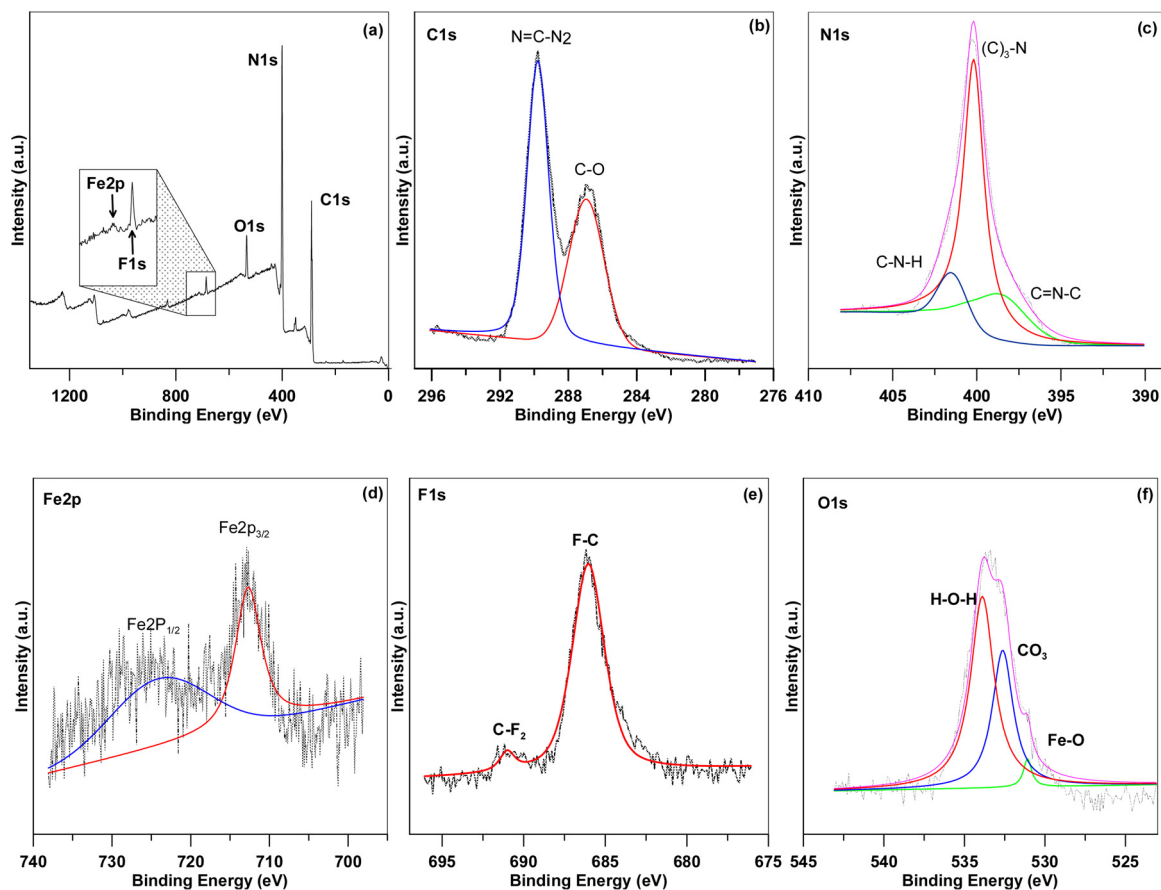 (a)
N1s
C1s
O1s
Fe2p
F1s
Intensity (a.u.)
1200 800 400 0
Binding Energy (eV)
C1s
(b)
N=C-N2
C-O
Intensity (a.u.)
296 292 288 284 280 276
Binding Energy (eV)
N1s
(c)
(C)₃-N
C-N-H
C=N-C
Intensity (a.u.)
410 405 400 395 390
Binding Energy (eV)
Fe2p
(d)
Fe2p₃/₂
Fe2P₁/₂
Intensity (a.u.)
740 730 720 710 700
Binding Energy (eV)
F1s
(e)
F-C
C-F₂
Intensity (a.u.)
695 690 685 680 675
Binding Energy (eV)
O1s
(f)
H-O-H
CO₃
Fe-O
Intensity (a.u.)
545 540 535 530 525
Binding Energy (eV)